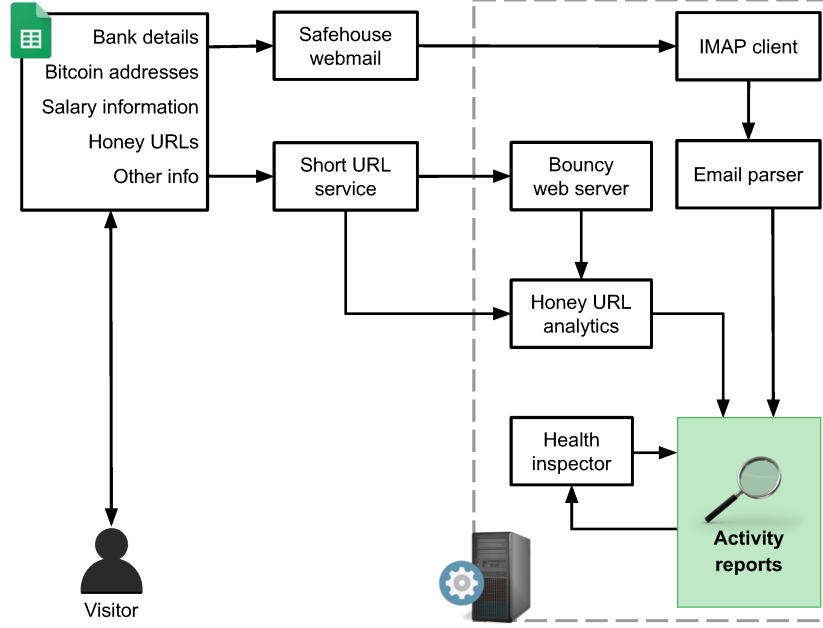 Bank details
Bitcoin addresses
Salary information
Honey URLs
Other info
Safehouse
webmail
IMAP client
Short URL
service
Bouncy
web server
Email parser
Honey URL
analytics
Health
inspector
Activity
reports
Visitor